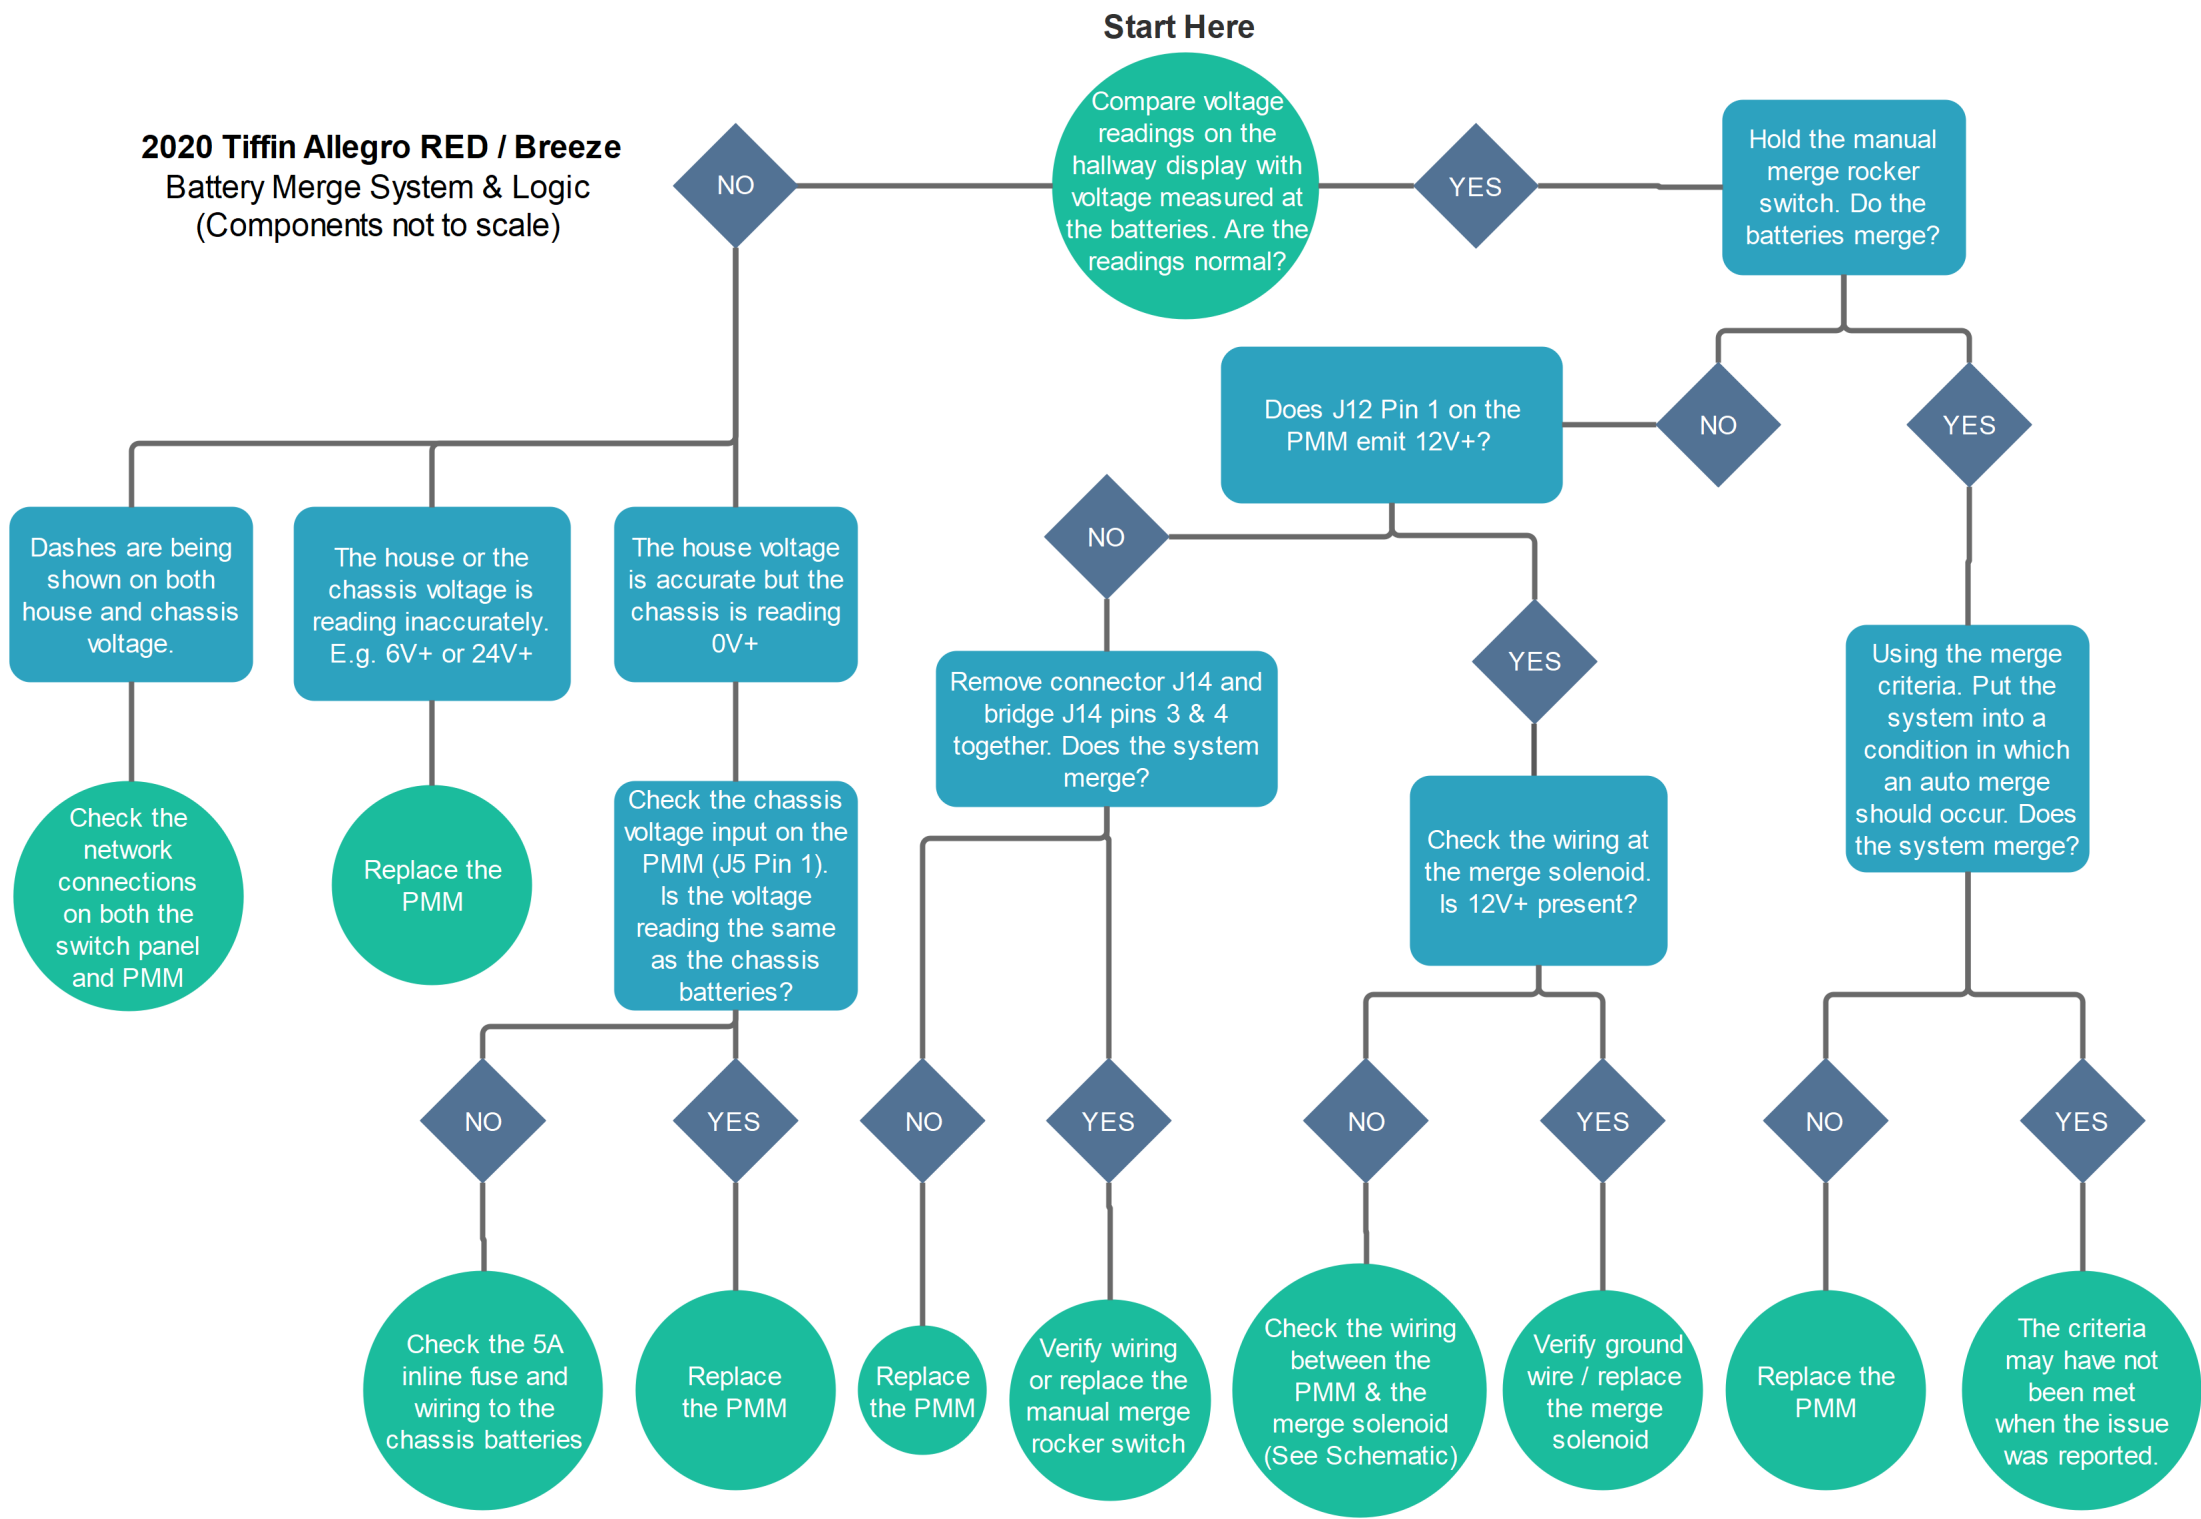 Start Here
Compare voltage
readings on the
hallway display with
voltage measured at
the batteries. Are the
readings normal?
2020 Tiffin Allegro RED / Breeze
Battery Merge System & Logic
(Components not to scale)
NO
YES
Hold the manual
merge rocker
switch. Do the
batteries merge?
Does J12 Pin 1 on the
PMM emit 12V+?
NO
YES
NO
YES
Dashes are being
shown on both
house and chassis
voltage.
The house or the
chassis voltage is
reading inaccurately.
E.g. 6V+ or 24V+
The house voltage
is accurate but the
chassis is reading
0V+
Remove connector J14 and
bridge J14 pins 3 & 4
together. Does the system
merge?
Using the merge
criteria. Put the
system into a
condition in which
an auto merge
should occur. Does
the system merge?
Check the
network
connections
on both the
switch panel
and PMM
Replace the
PMM
Check the chassis
voltage input on the
PMM (J5 Pin 1).
Is the voltage
reading the same
as the chassis
batteries?
Check the wiring at
the merge solenoid.
Is 12V+ present?
NO
YES
NO
YES
NO
YES
NO
YES
Check the 5A
inline fuse and
wiring to the
chassis batteries
Replace
the PMM
Replace
the PMM
Verify wiring
or replace the
manual merge
rocker switch
Check the wiring
between the
PMM & the
merge solenoid
(See Schematic)
Verify ground
wire / replace
the merge
solenoid
Replace the
PMM
The criteria
may have not
been met
when the issue
was reported.